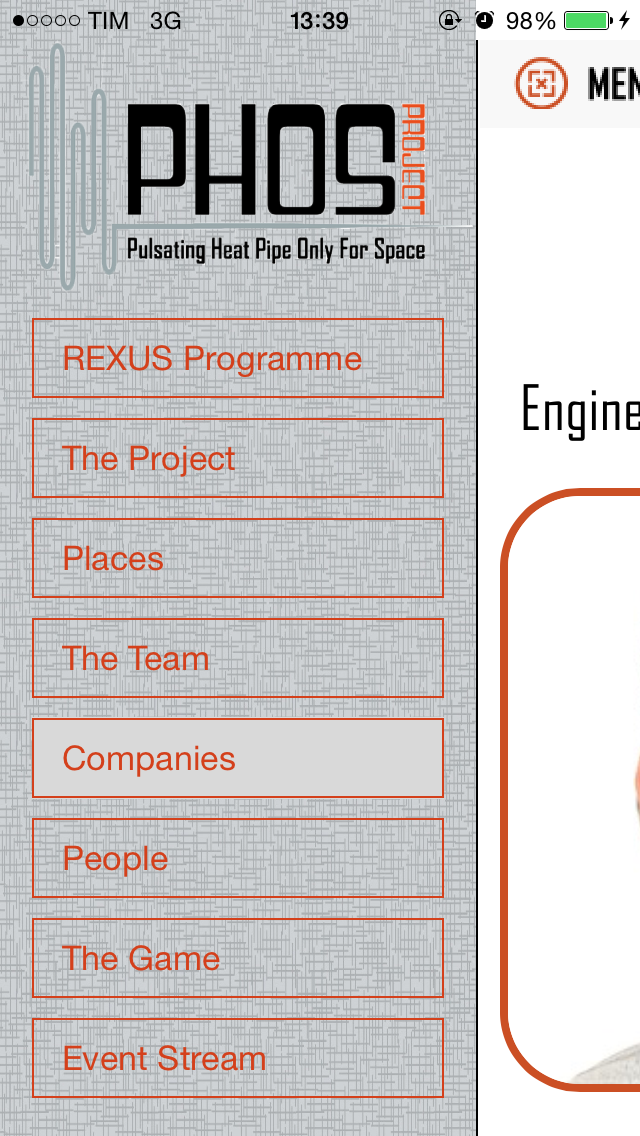 TIM 3G 13:39 98%
MEN
PHOS
PROJECT
Pulsating Heat Pipe Only For Space
REXUS Programme
Engine
The Project
Places
The Team
Companies
People
The Game
Event Stream